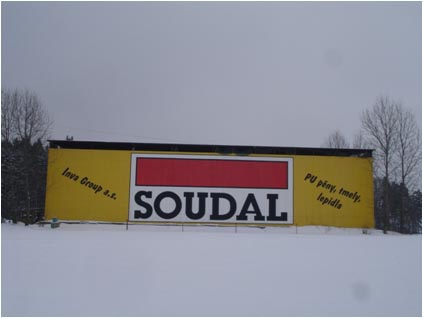 Inva Group a.s.
SOUDAL
PU pěny, tmely,
lepidla